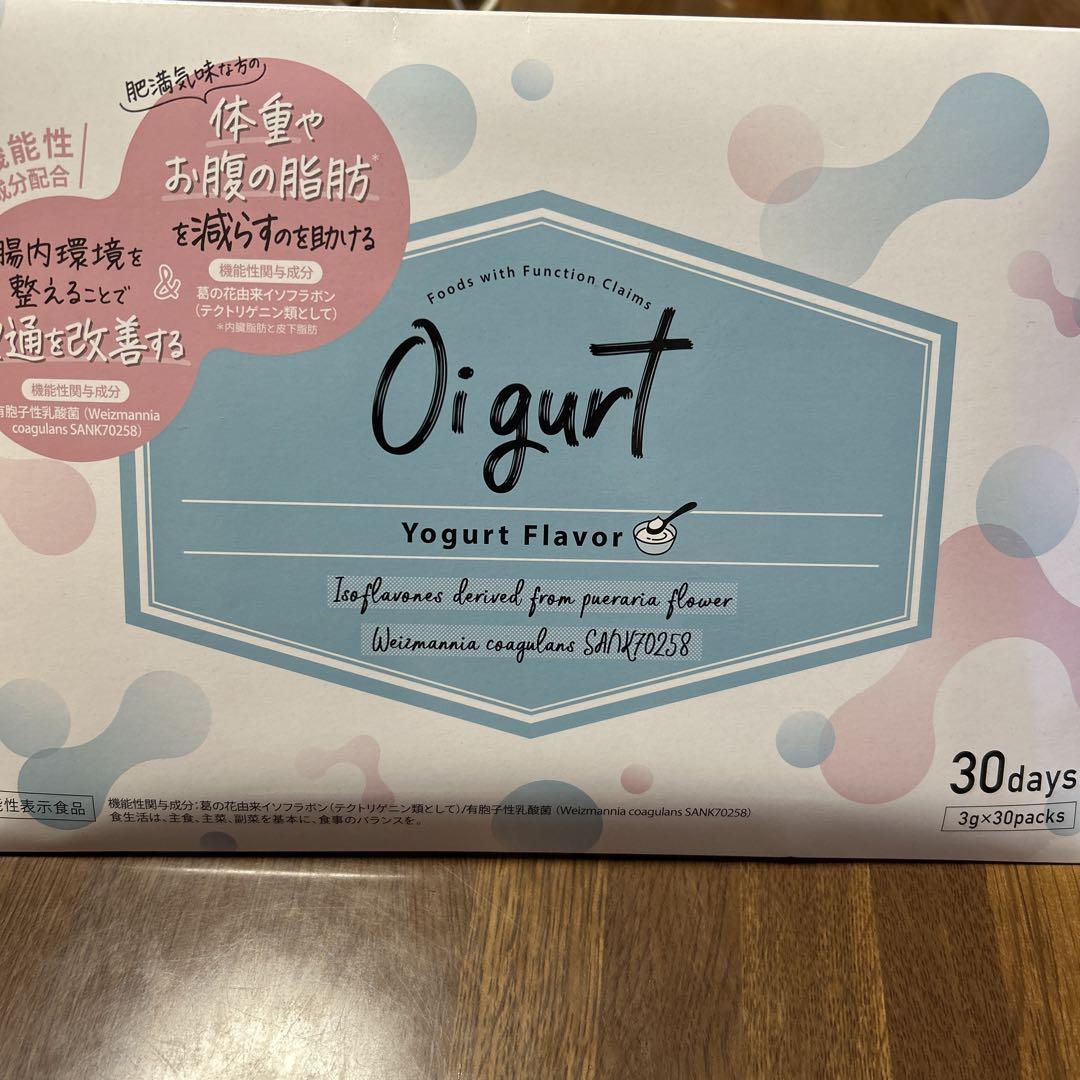 肥満気味な方の
体重や
お腹の脂肪*
を減らすのを助ける
機能性関与成分
葛の花由来イソフラボン
(テクトリゲニン類として)
*内臓脂肪と皮下脂肪
能性
成分配合
腸内環境を
整えることで
&
通を改善する
機能性関与成分
有胞子性乳酸菌 (Weizmannia
coagulans SANK70258)
Foods with Function Claims
Oigurt
Yogurt Flavor
Isoflavones derived from pueraria flower
Weizmannia coagulans SANK70258
30days
3g×30packs
性表示食品
機能性関与成分:葛の花由来イソフラボン(テクトリゲニン類として)/有胞子性乳酸菌 (Weizmannia coagulans SANK70258)
食生活は、主食、主菜、副菜を基本に、食事のバランスを。